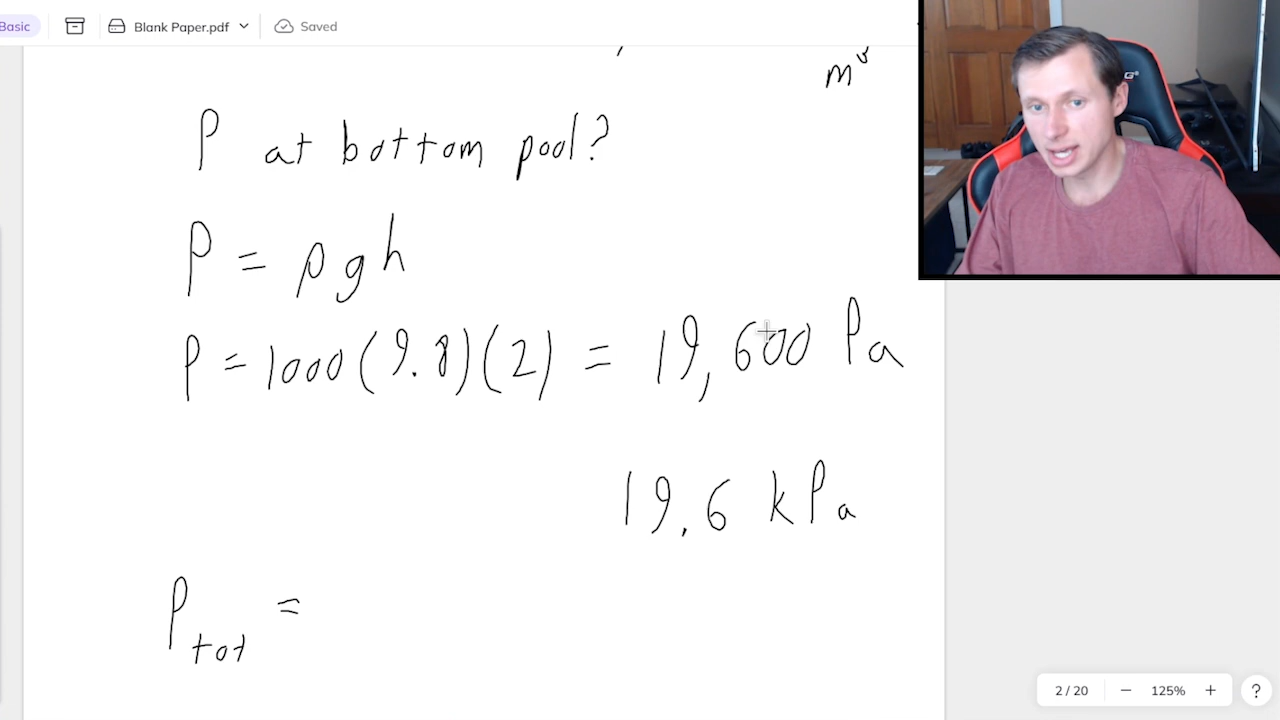 Basic Blank Paper.pdf Saved
P at bottom pool?
P = ρgh
P = 1000(9.8)(2) = 19,600 Pa
19.6 kPa
P_tot =
2 / 20 − 125% + ?